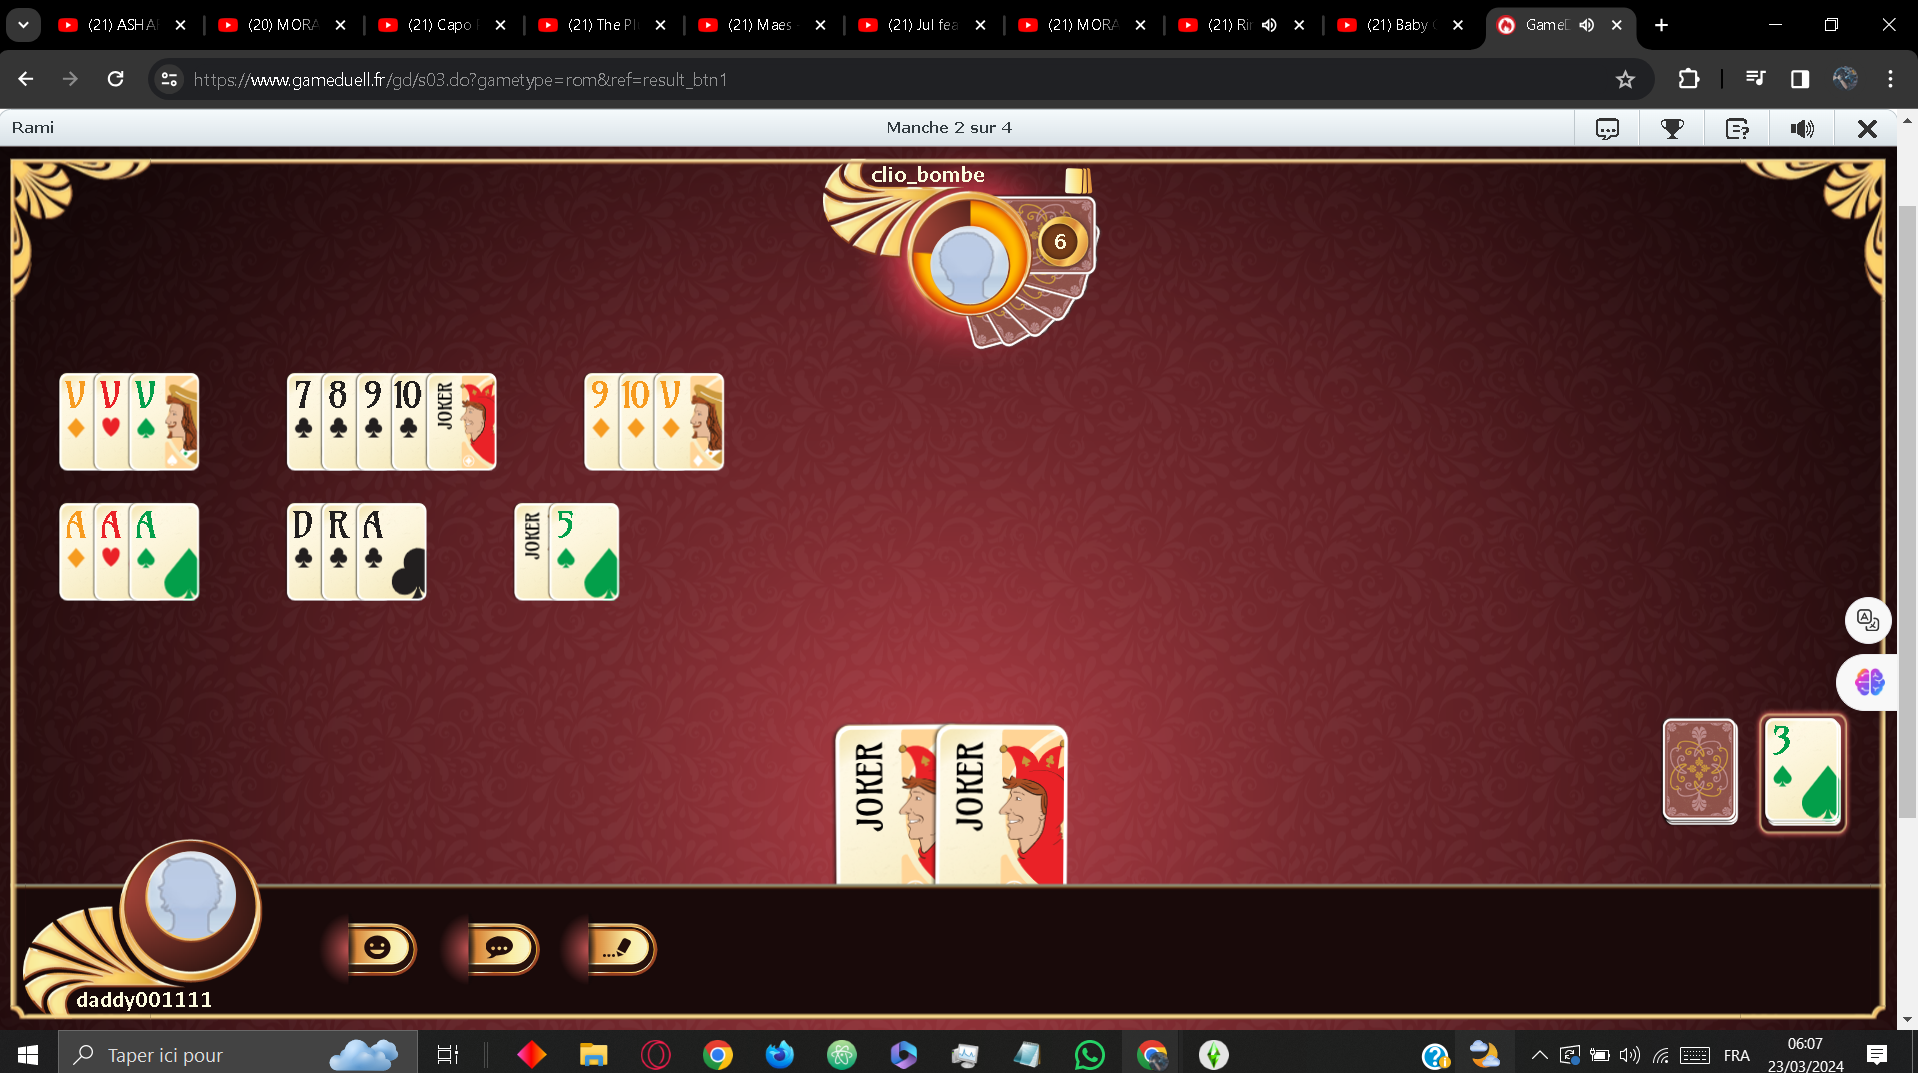 (21) ASHA
(20) MORA
(21) Capo
(21) The Pl
(21) Maes
(21) Jul fea
(21) MORA
(21) Rir
(21) Baby
GameD
https://www.gameduell.fr/gd/s03.do?gametype=rom&ref=result_btn1
Rami
Manche 2 sur 4
clio_bombe
6
V V V
7 8 9 10 JOKER
9 10 V
A A A
D R A
JOKER 5
JOKER JOKER
3
daddy001111
Taper ici pour
FRA
06:07
23/03/2024